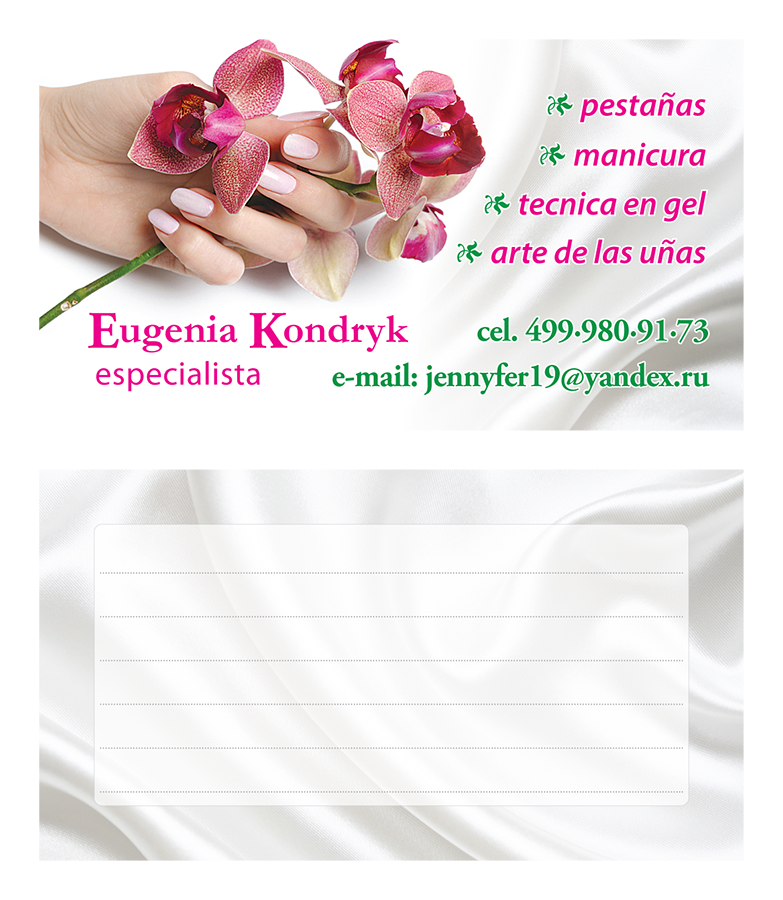 pestañas
manicura
tecnica en gel
arte de las uñas
Eugenia Kondryk
especialista
cel. 499·980·91·73
e-mail: jennyfer19@yandex.ru